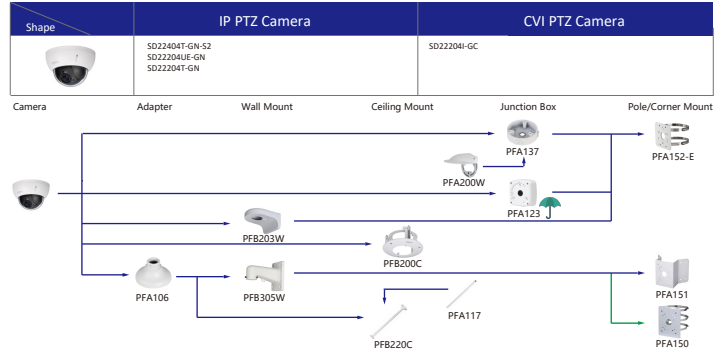 Shape
IP PTZ Camera
CVI PTZ Camera
SD22404T-GN-S2
SD22204UE-GN
SD22204T-GN
SD22204I-GC
Camera
Adapter
Wall Mount
Ceiling Mount
Junction Box
Pole/Corner Mount
PFA137
PFA152-E
PFA200W
PFA123
PFB203W
PFB200C
PFA106
PFB305W
PFA151
PFA117
PFB220C
PFA150